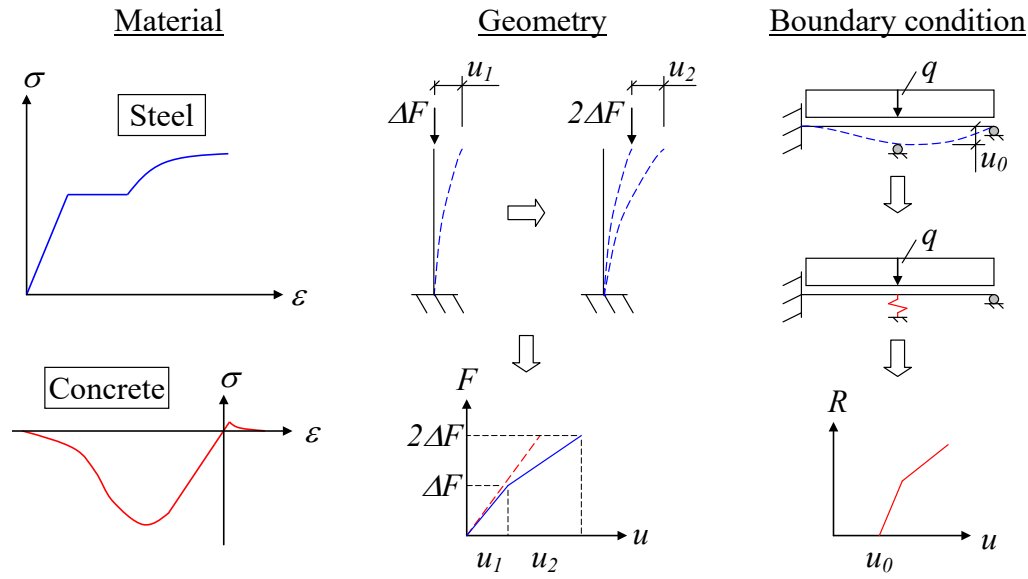 Material
σ
Steel
ε
Concrete
σ
ε
Geometry
u1
ΔF
u2
2ΔF
F
2ΔF
ΔF
u
u1
u2
Boundary condition
q
u0
q
R
u
u0